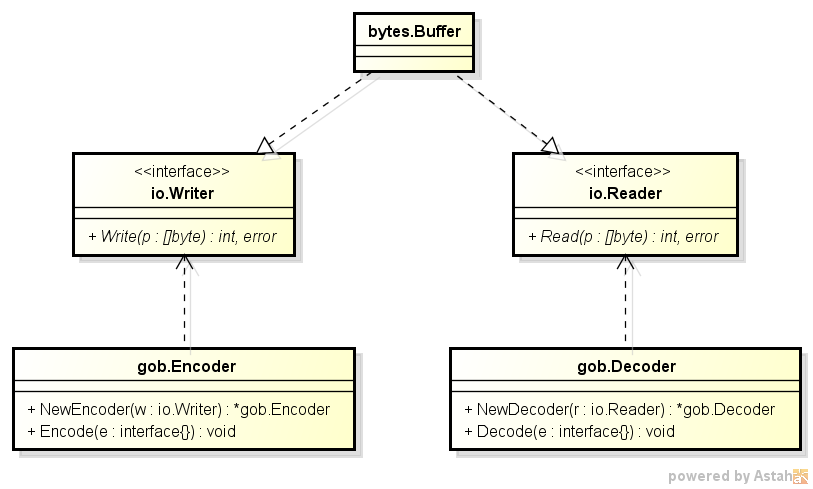 bytes.Buffer
<<interface>>
io.Writer
+ Write(p : []byte) : int, error
<<interface>>
io.Reader
+ Read(p : []byte) : int, error
gob.Encoder
+ NewEncoder(w : io.Writer) : *gob.Encoder
+ Encode(e : interface{}) : void
gob.Decoder
+ NewDecoder(r : io.Reader) : *gob.Decoder
+ Decode(e : interface{}) : void
powered by Astah